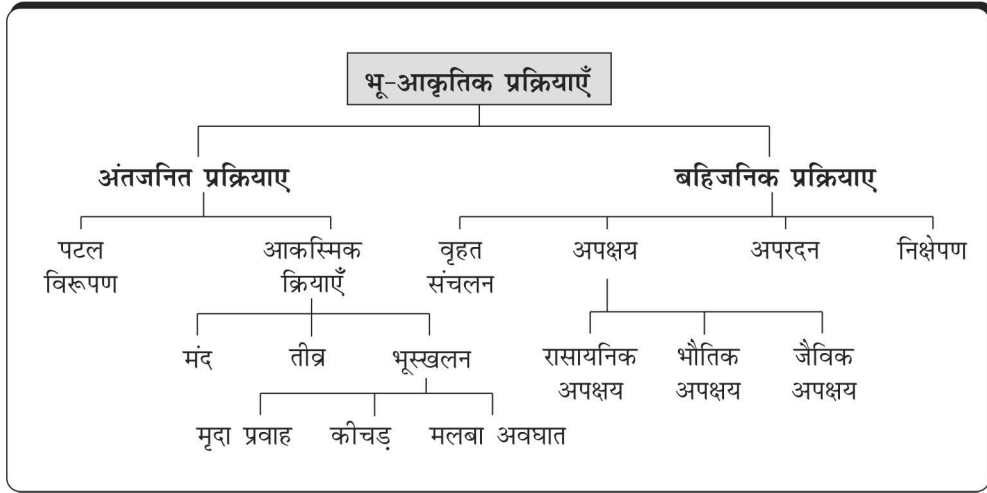 भू-आकृतिक प्रक्रियाएँ
अंतजनित प्रक्रियाए
बहिजनिक प्रक्रियाए
पटल
विरूपण
आकस्मिक
क्रियाएँ
वृहत
संचलन
अपक्षय
अपरदन
निक्षेपण
मंद
तीव्र
भूस्खलन
रासायनिक
अपक्षय
भौतिक
अपक्षय
जैविक
अपक्षय
मृदा प्रवाह
कीचड़
मलबा अवघात